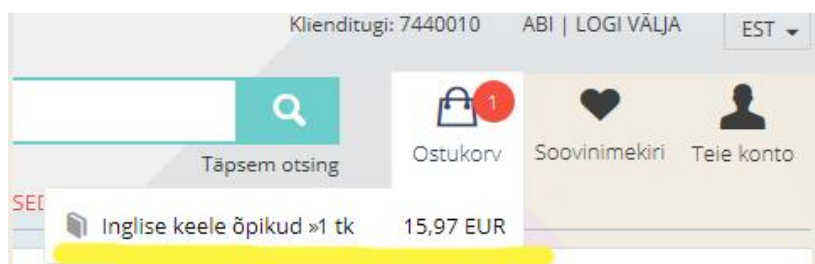 Klienditugi: 7440010 ABI | LOGI VÄLJA EST
1
Täpsem otsing Ostukorv Soovinimekiri Teie konto
SED
Inglise keele õpikud »1 tk 15,97 EUR